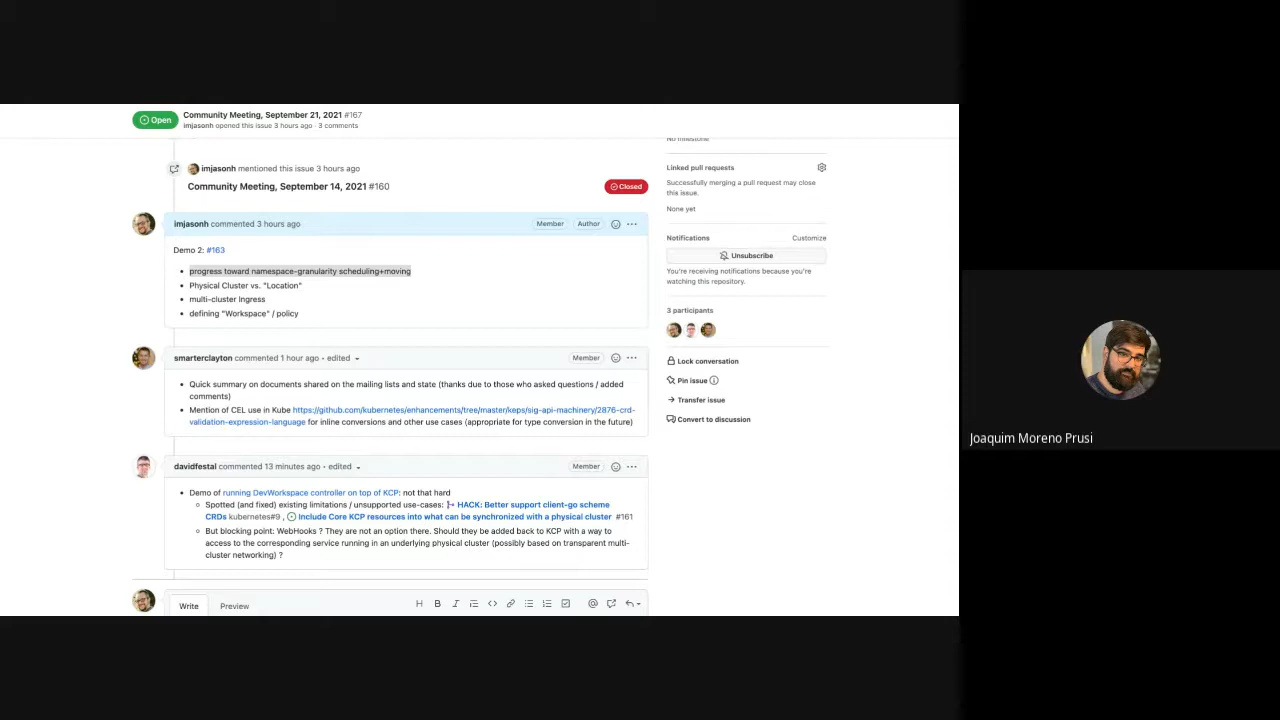 Open
Community Meeting, September 21, 2021 #167
imjasonh opened this issue 3 hours ago · 3 comments
No milestone
imjasonh mentioned this issue 3 hours ago
Community Meeting, September 14, 2021 #160
Closed
Linked pull requests
Successfully merging a pull request may close
this issue.
None yet
imjasonh commented 3 hours ago
Member
Author
Demo 2: #163
• progress toward namespace-granularity scheduling+moving
• Physical Cluster vs. "Location"
• multi-cluster Ingress
• defining "Workspace" / policy
Notifications
Customize
Unsubscribe
You're receiving notifications because you're
watching this repository.
3 participants
smarterclayton commented 1 hour ago • edited
Member
• Quick summary on documents shared on the mailing lists and state (thanks due to those who asked questions / added
comments)
• Mention of CEL use in Kube https://github.com/kubernetes/enhancements/tree/master/keps/sig-api-machinery/2876-crd-
validation-expression-language for inline conversions and other use cases (appropriate for type conversion in the future)
Lock conversation
Pin issue
Transfer issue
Convert to discussion
davidfestal commented 13 minutes ago • edited
Member
• Demo of running DevWorkspace controller on top of KCP: not that hard
Spotted (and fixed) existing limitations / unsupported use-cases: HACK: Better support client-go scheme
CRDs kubernetes#9 , Include Core KCP resources into what can be synchronized with a physical cluster #161
But blocking point: WebHooks ? They are not an option there. Should they be added back to KCP with a way to
access to the corresponding service running in an underlying physical cluster (possibly based on transparent multi-
cluster networking) ?
Write
Preview
Joaquim Moreno Prusi